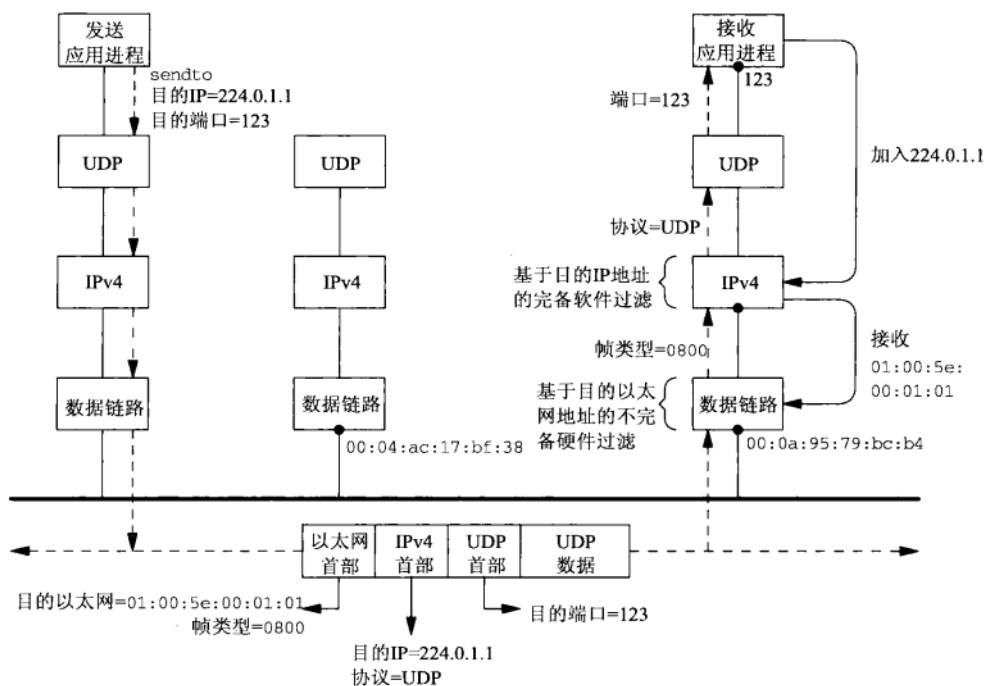 发送
应用进程
sendto
目的IP=224.0.1.1
目的端口=123
接收
应用进程
123
端口=123
加入224.0.1.1
UDP
UDP
UDP
协议=UDP
IPv4
IPv4
基于目的IP地址
的完备软件过滤
IPv4
帧类型=0800
接收
01:00:5e:
00:01:01
数据链路
数据链路
基于目的以太
网地址的不完
备硬件过滤
数据链路
00:04:ac:17:bf:38
00:0a:95:79:bc:b4
以太网
首部
IPv4
首部
UDP
首部
UDP
数据
目的以太网=01:00:5e:00:01:01
帧类型=0800
目的端口=123
目的IP=224.0.1.1
协议=UDP